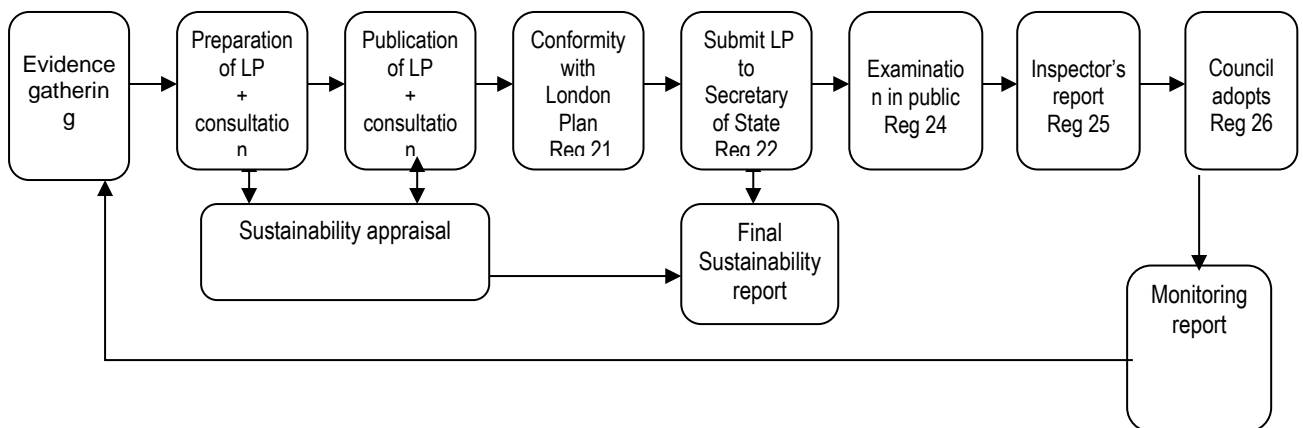 Evidence
gatherin
g
Preparation
of LP
+
consultatio
n
Publication
of LP
+
consultatio
n
Conformity
with
London
Plan
Reg 21
Submit LP
to
Secretary
of State
Reg 22
Examinatio
n in public
Reg 24
Inspector’s
report
Reg 25
Council
adopts
Reg 26
Sustainability appraisal
Final
Sustainability
report
Monitoring
report